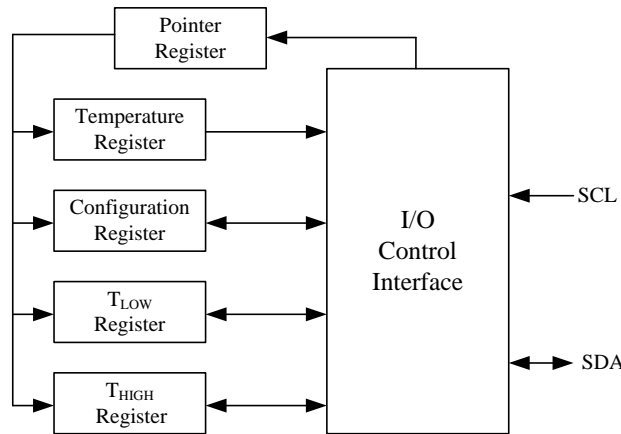 Pointer
Register
Temperature
Register
Configuration
Register
TLOW
Register
THIGH
Register
I/O
Control
Interface
SCL
SDA